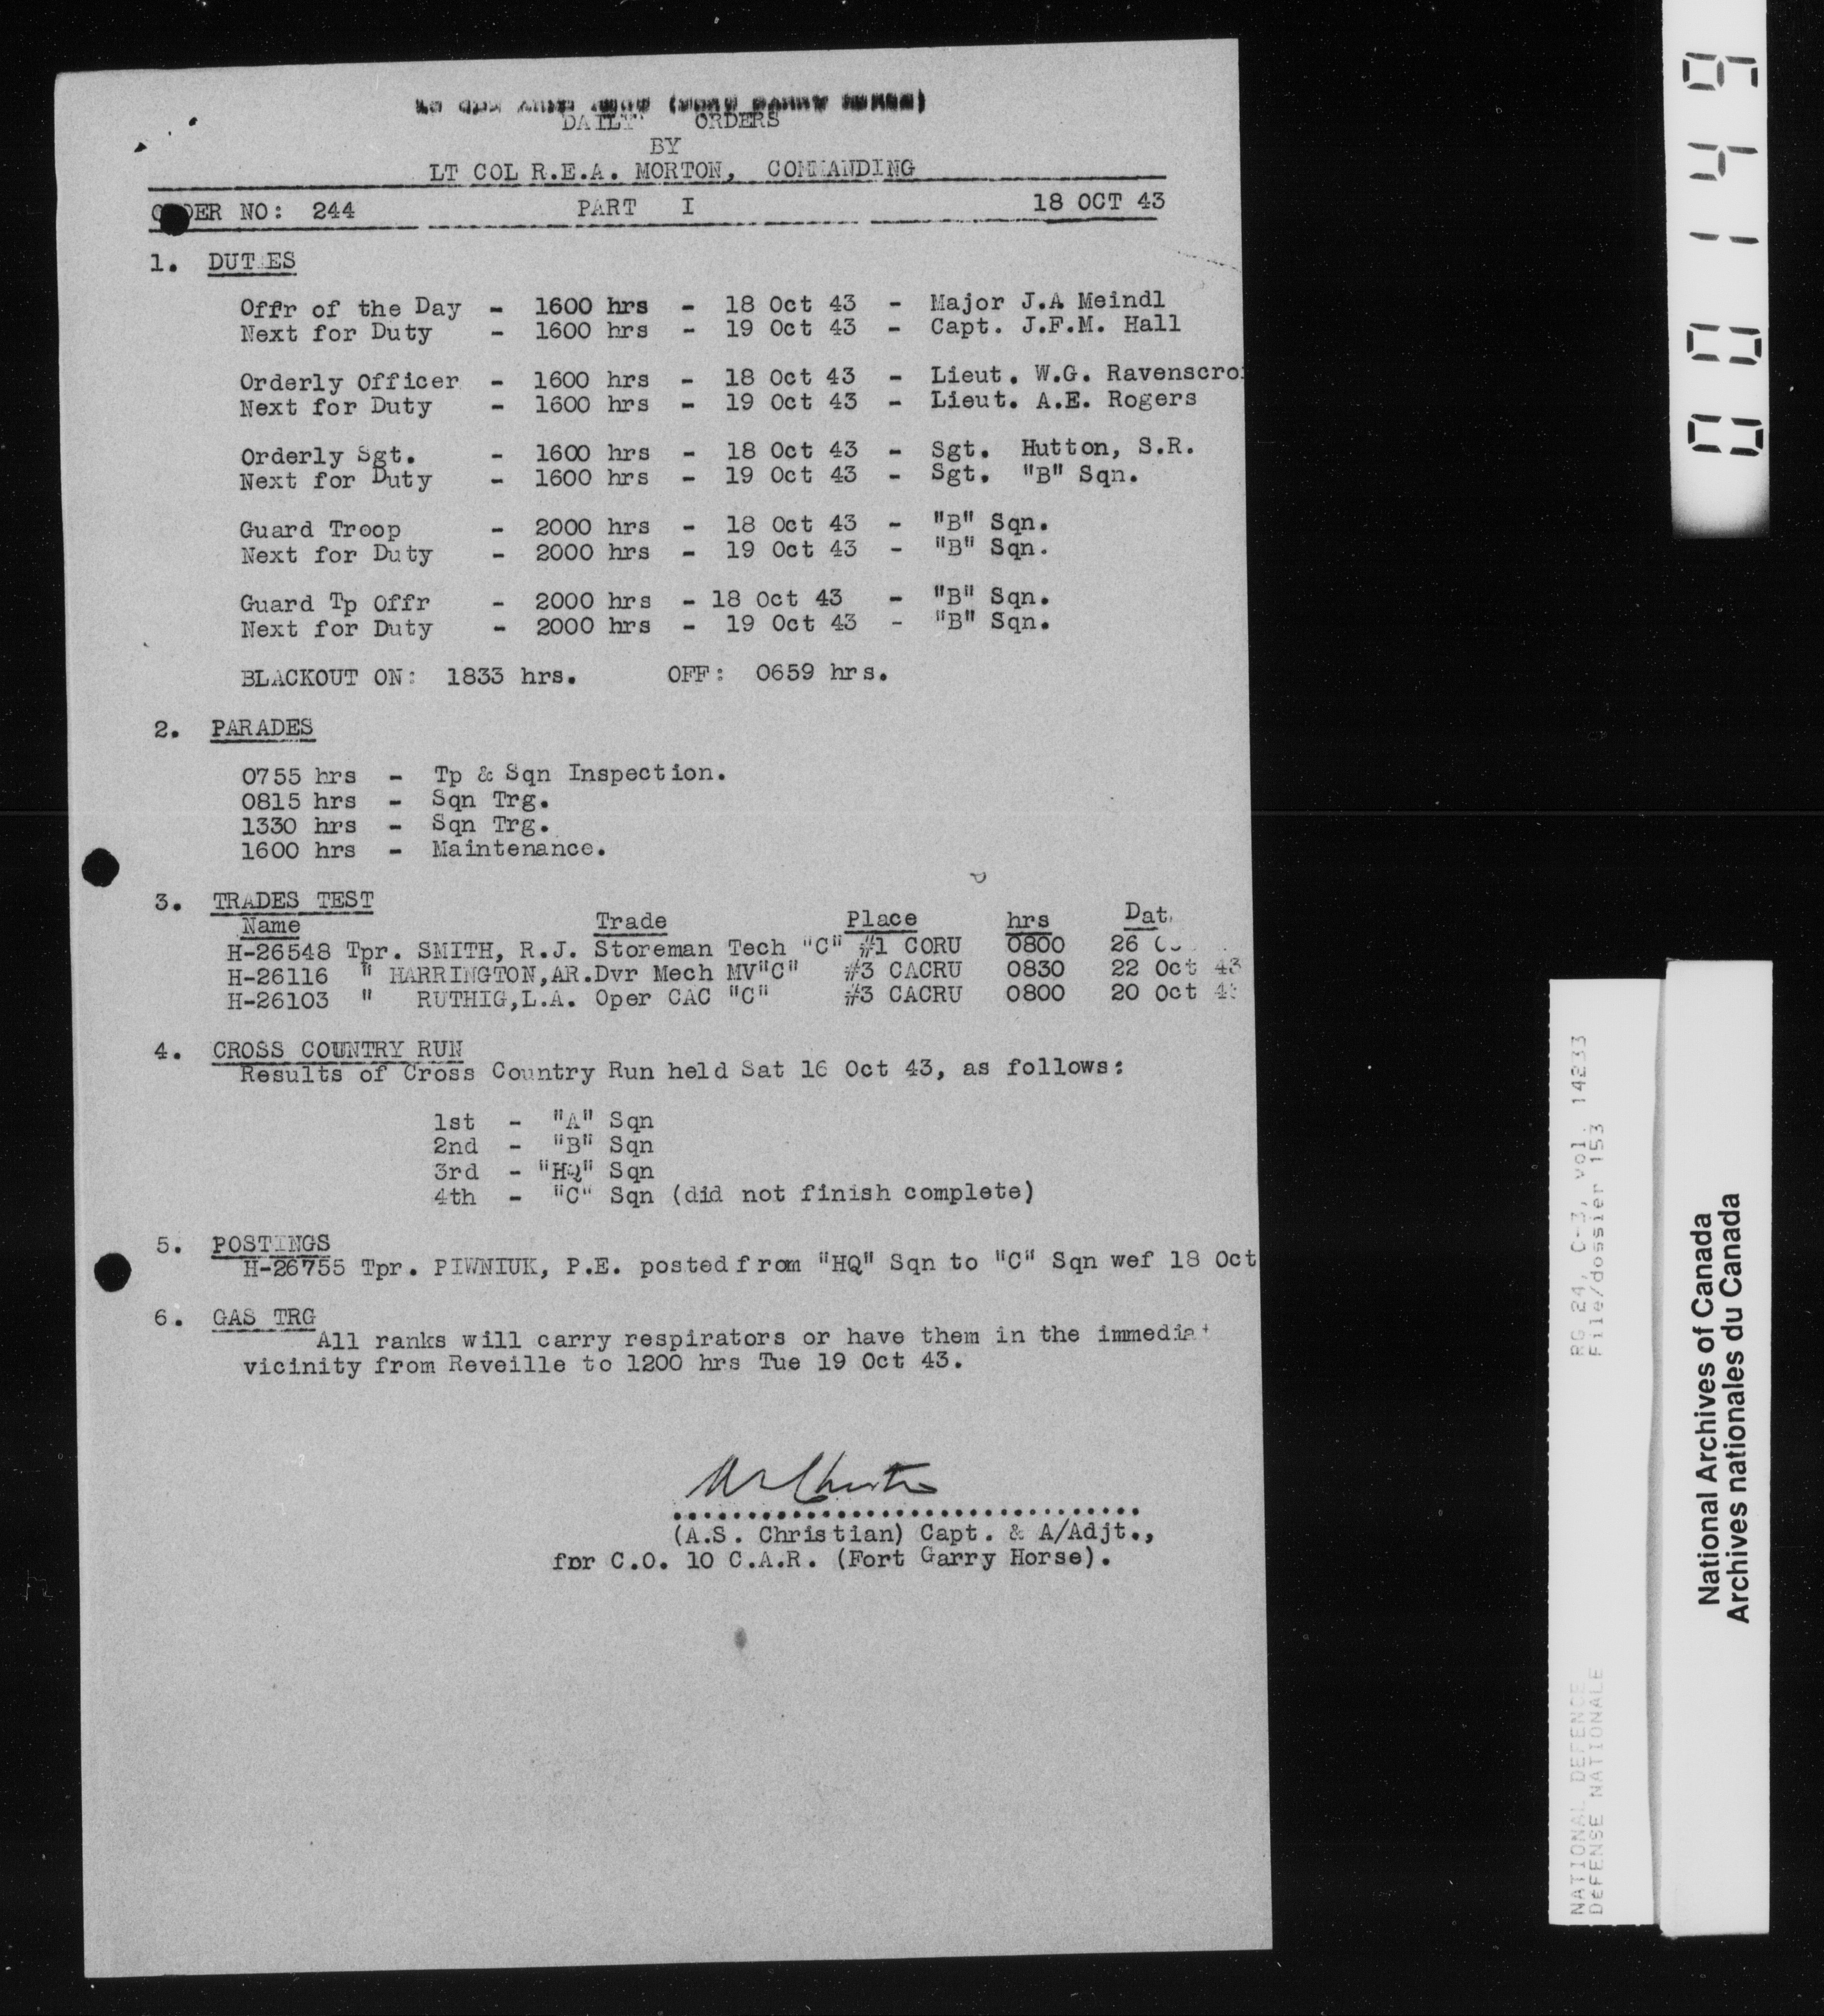 DAILY ORDERS
BY
LT COL R.E.A. MORTON, COMMANDING
ORDER NO: 244 PART I 18 OCT 43
1. DUTIES
Offr of the Day - 1600 hrs - 18 Oct 43 - Major J.A Meindl
Next for Duty - 1600 hrs - 19 Oct 43 - Capt. J.F.M. Hall
Orderly Officer - 1600 hrs - 18 Oct 43 - Lieut. W.G. Ravenscro
Next for Duty - 1600 hrs - 19 Oct 43 - Lieut. A.E. Rogers
Orderly Sgt. - 1600 hrs - 18 Oct 43 - Sgt. Hutton, S.R.
Next for Duty - 1600 hrs - 19 Oct 43 - Sgt. "B" Sqn.
Guard Troop - 2000 hrs - 18 Oct 43 - "B" Sqn.
Next for Duty - 2000 hrs - 19 Oct 43 - "B" Sqn.
Guard Tp Offr - 2000 hrs - 18 Oct 43 - "B" Sqn.
Next for Duty - 2000 hrs - 19 Oct 43 - "B" Sqn.
BLACKOUT ON: 1833 hrs. OFF: 0659 hrs.
2. PARADES
0755 hrs - Tp & Sqn Inspection.
0815 hrs - Sqn Trg.
1330 hrs - Sqn Trg.
1600 hrs - Maintenance.
3. TRADES TEST
Name Trade Place hrs Dat
H-26548 Tpr. SMITH, R.J. Storeman Tech "C" #1 CORU 0800 26
H-26116 " HARRINGTON,AR.Dvr Mech MV"C" #3 CACRU 0830 22 Oct 43
H-26103 " RUTHIG,L.A. Oper CAC "C" #3 CACRU 0800 20 Oct 43
4. CROSS COUNTRY RUN
Results of Cross Country Run held Sat 16 Oct 43, as follows:
1st - "A" Sqn
2nd - "B" Sqn
3rd - "HQ" Sqn
4th - "C" Sqn (did not finish complete)
5. POSTINGS
H-26755 Tpr. PIWNIUK, P.E. posted from "HQ" Sqn to "C" Sqn wef 18 Oct
6. GAS TRG
All ranks will carry respirators or have them in the immediat
vicinity from Reveille to 1200 hrs Tue 19 Oct 43.
(A.S. Christian) Capt. & A/Adjt.,
for C.O. 10 C.A.R. (Fort Garry Horse).
00149
RG 24, C-3, vol. 14233
File/dossier 153
NATIONAL DEFENCE
DéFENSE NATIONALE
National Archives of Canada
Archives nationales du Canada